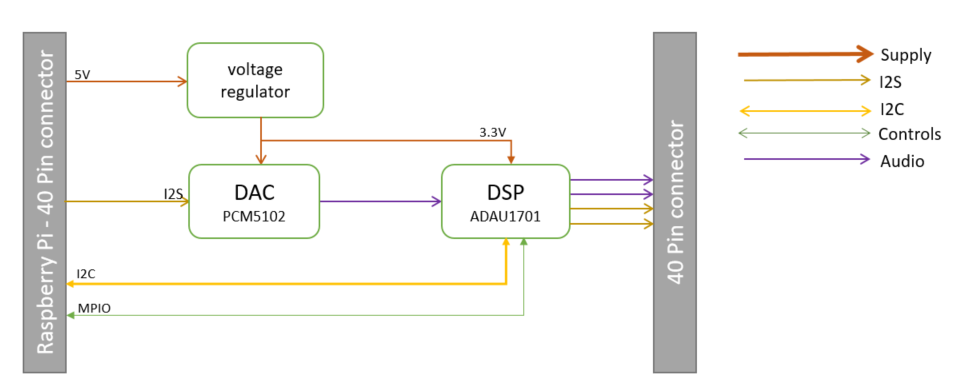 Raspberry Pi - 40 Pin connector
5V
voltage
regulator
3.3V
I2S
DAC
PCM5102
DSP
ADAU1701
I2C
MPIO
40 Pin connector
Supply
I2S
I2C
Controls
Audio